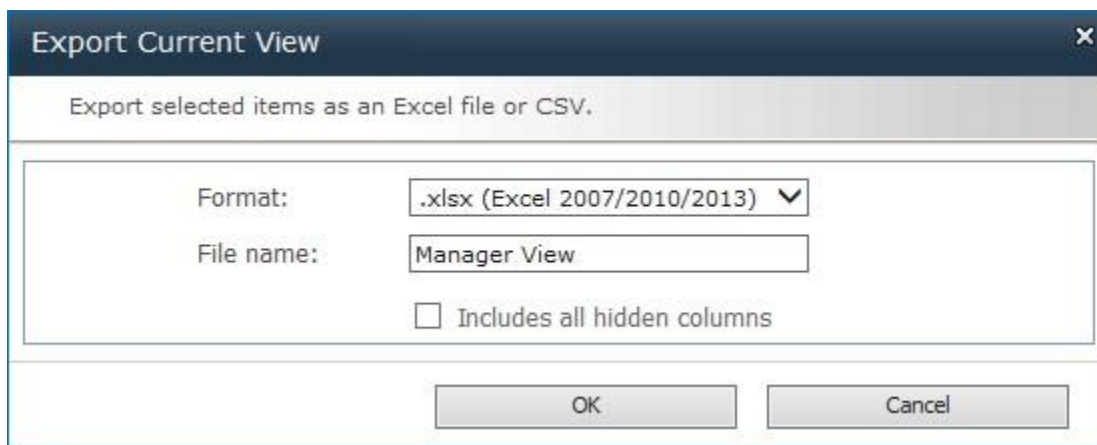 Export Current View
Export selected items as an Excel file or CSV.
Format: .xlsx (Excel 2007/2010/2013)
File name: Manager View
Includes all hidden columns
OK Cancel